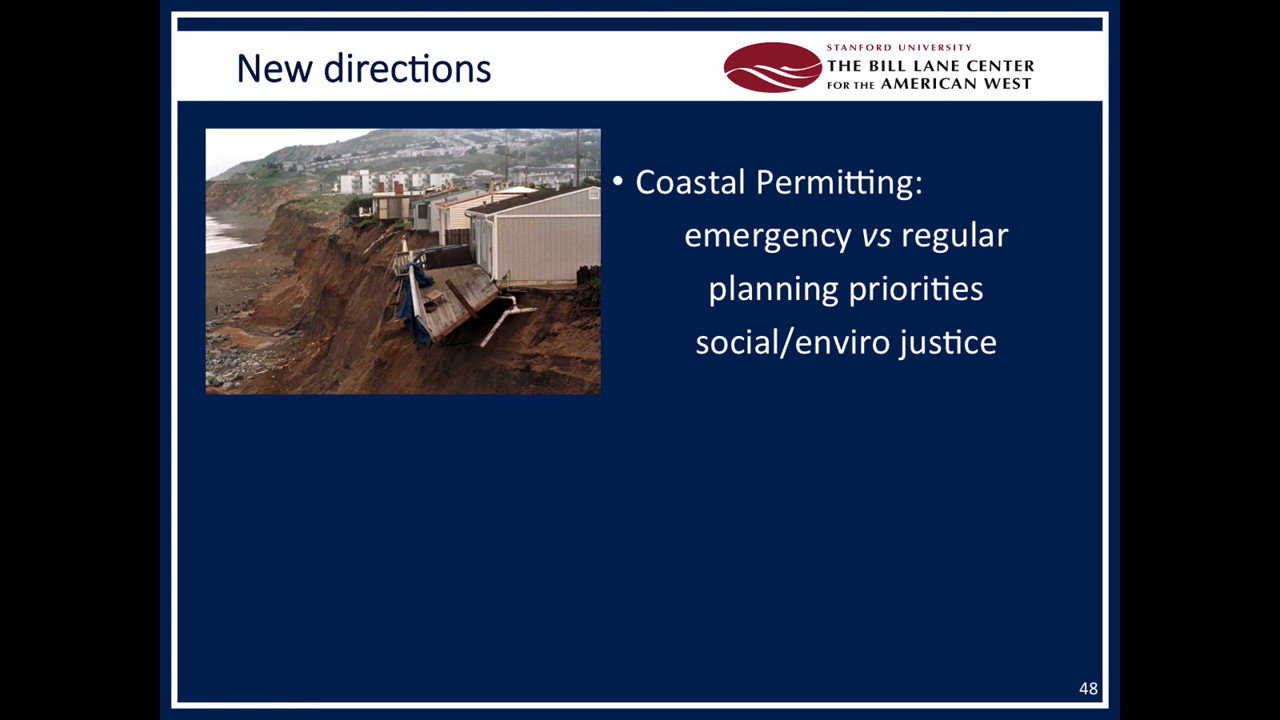 New directions
STANFORD UNIVERSITY
THE BILL LANE CENTER
FOR THE AMERICAN WEST
• Coastal Permitting:
emergency vs regular
planning priorities
social/enviro justice
48